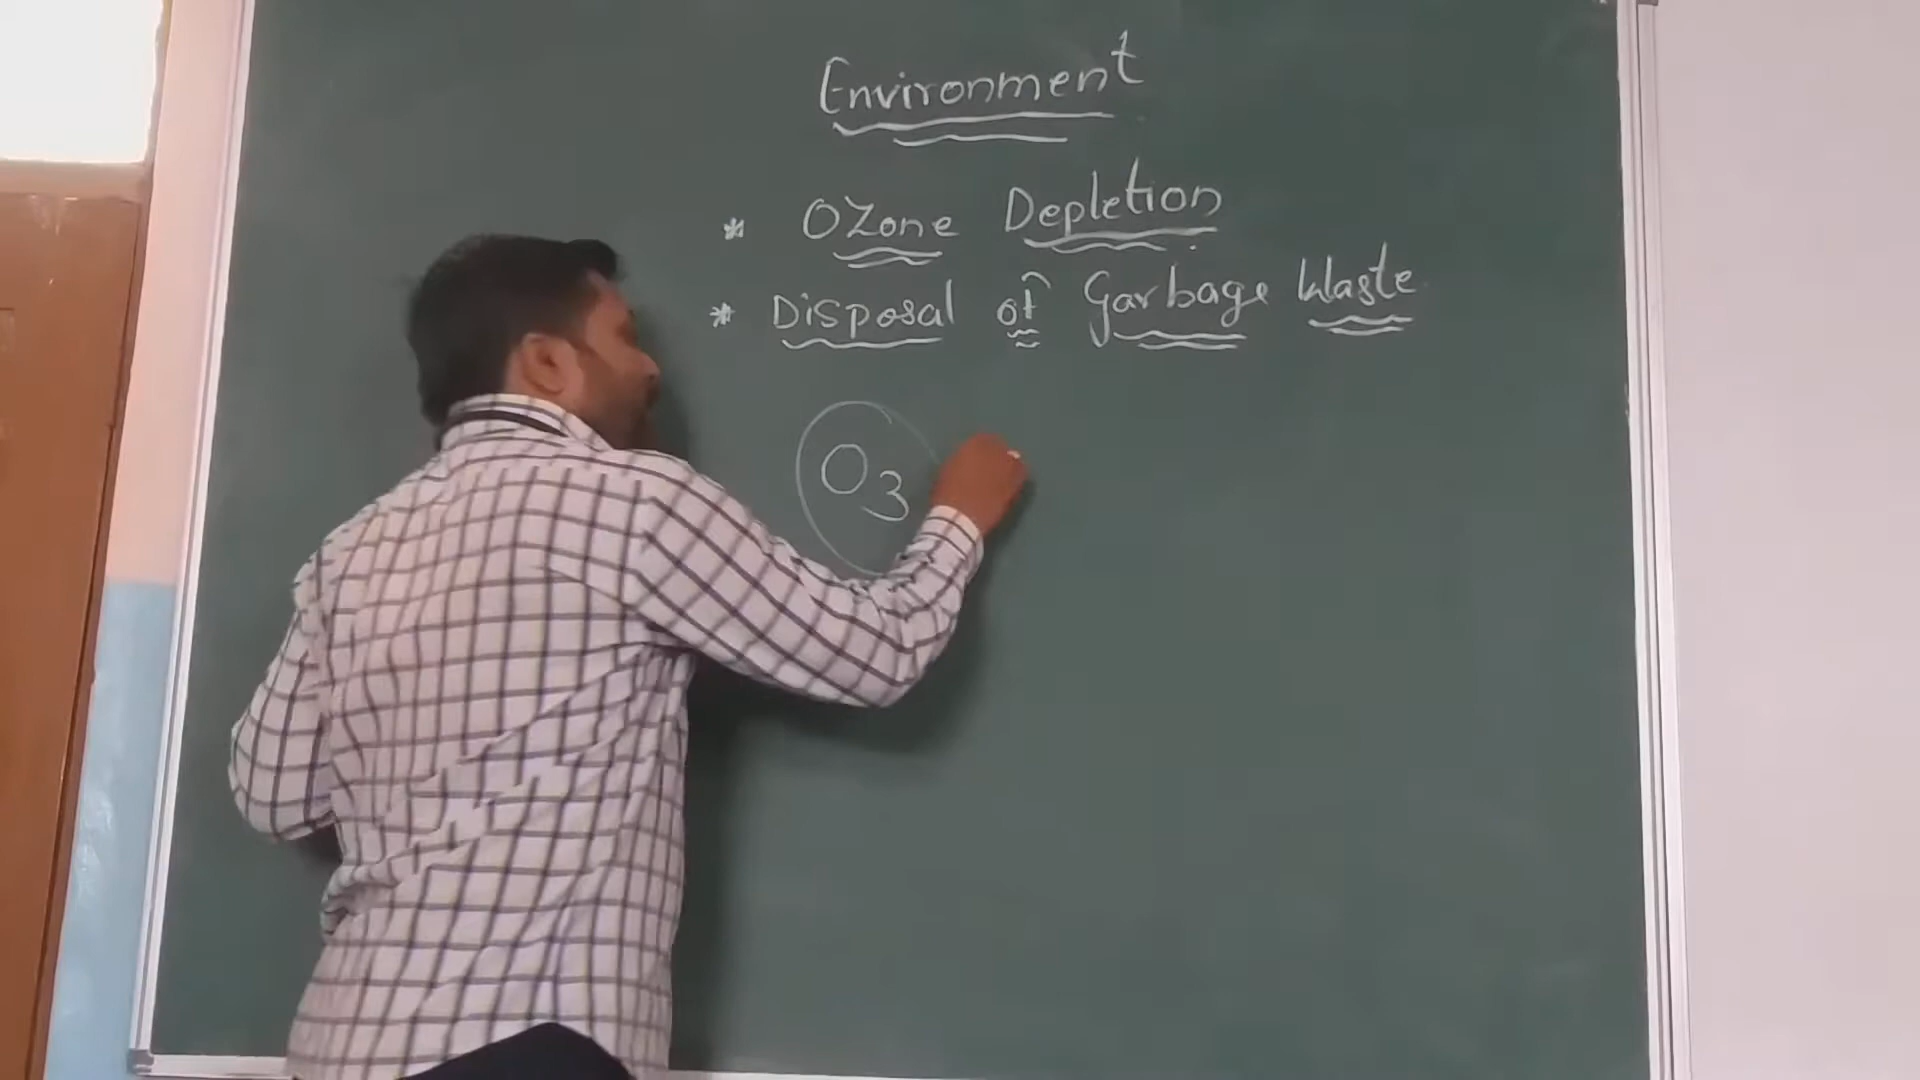 Environment
* OZone Depletion
* Disposal of Garbage Waste
O3